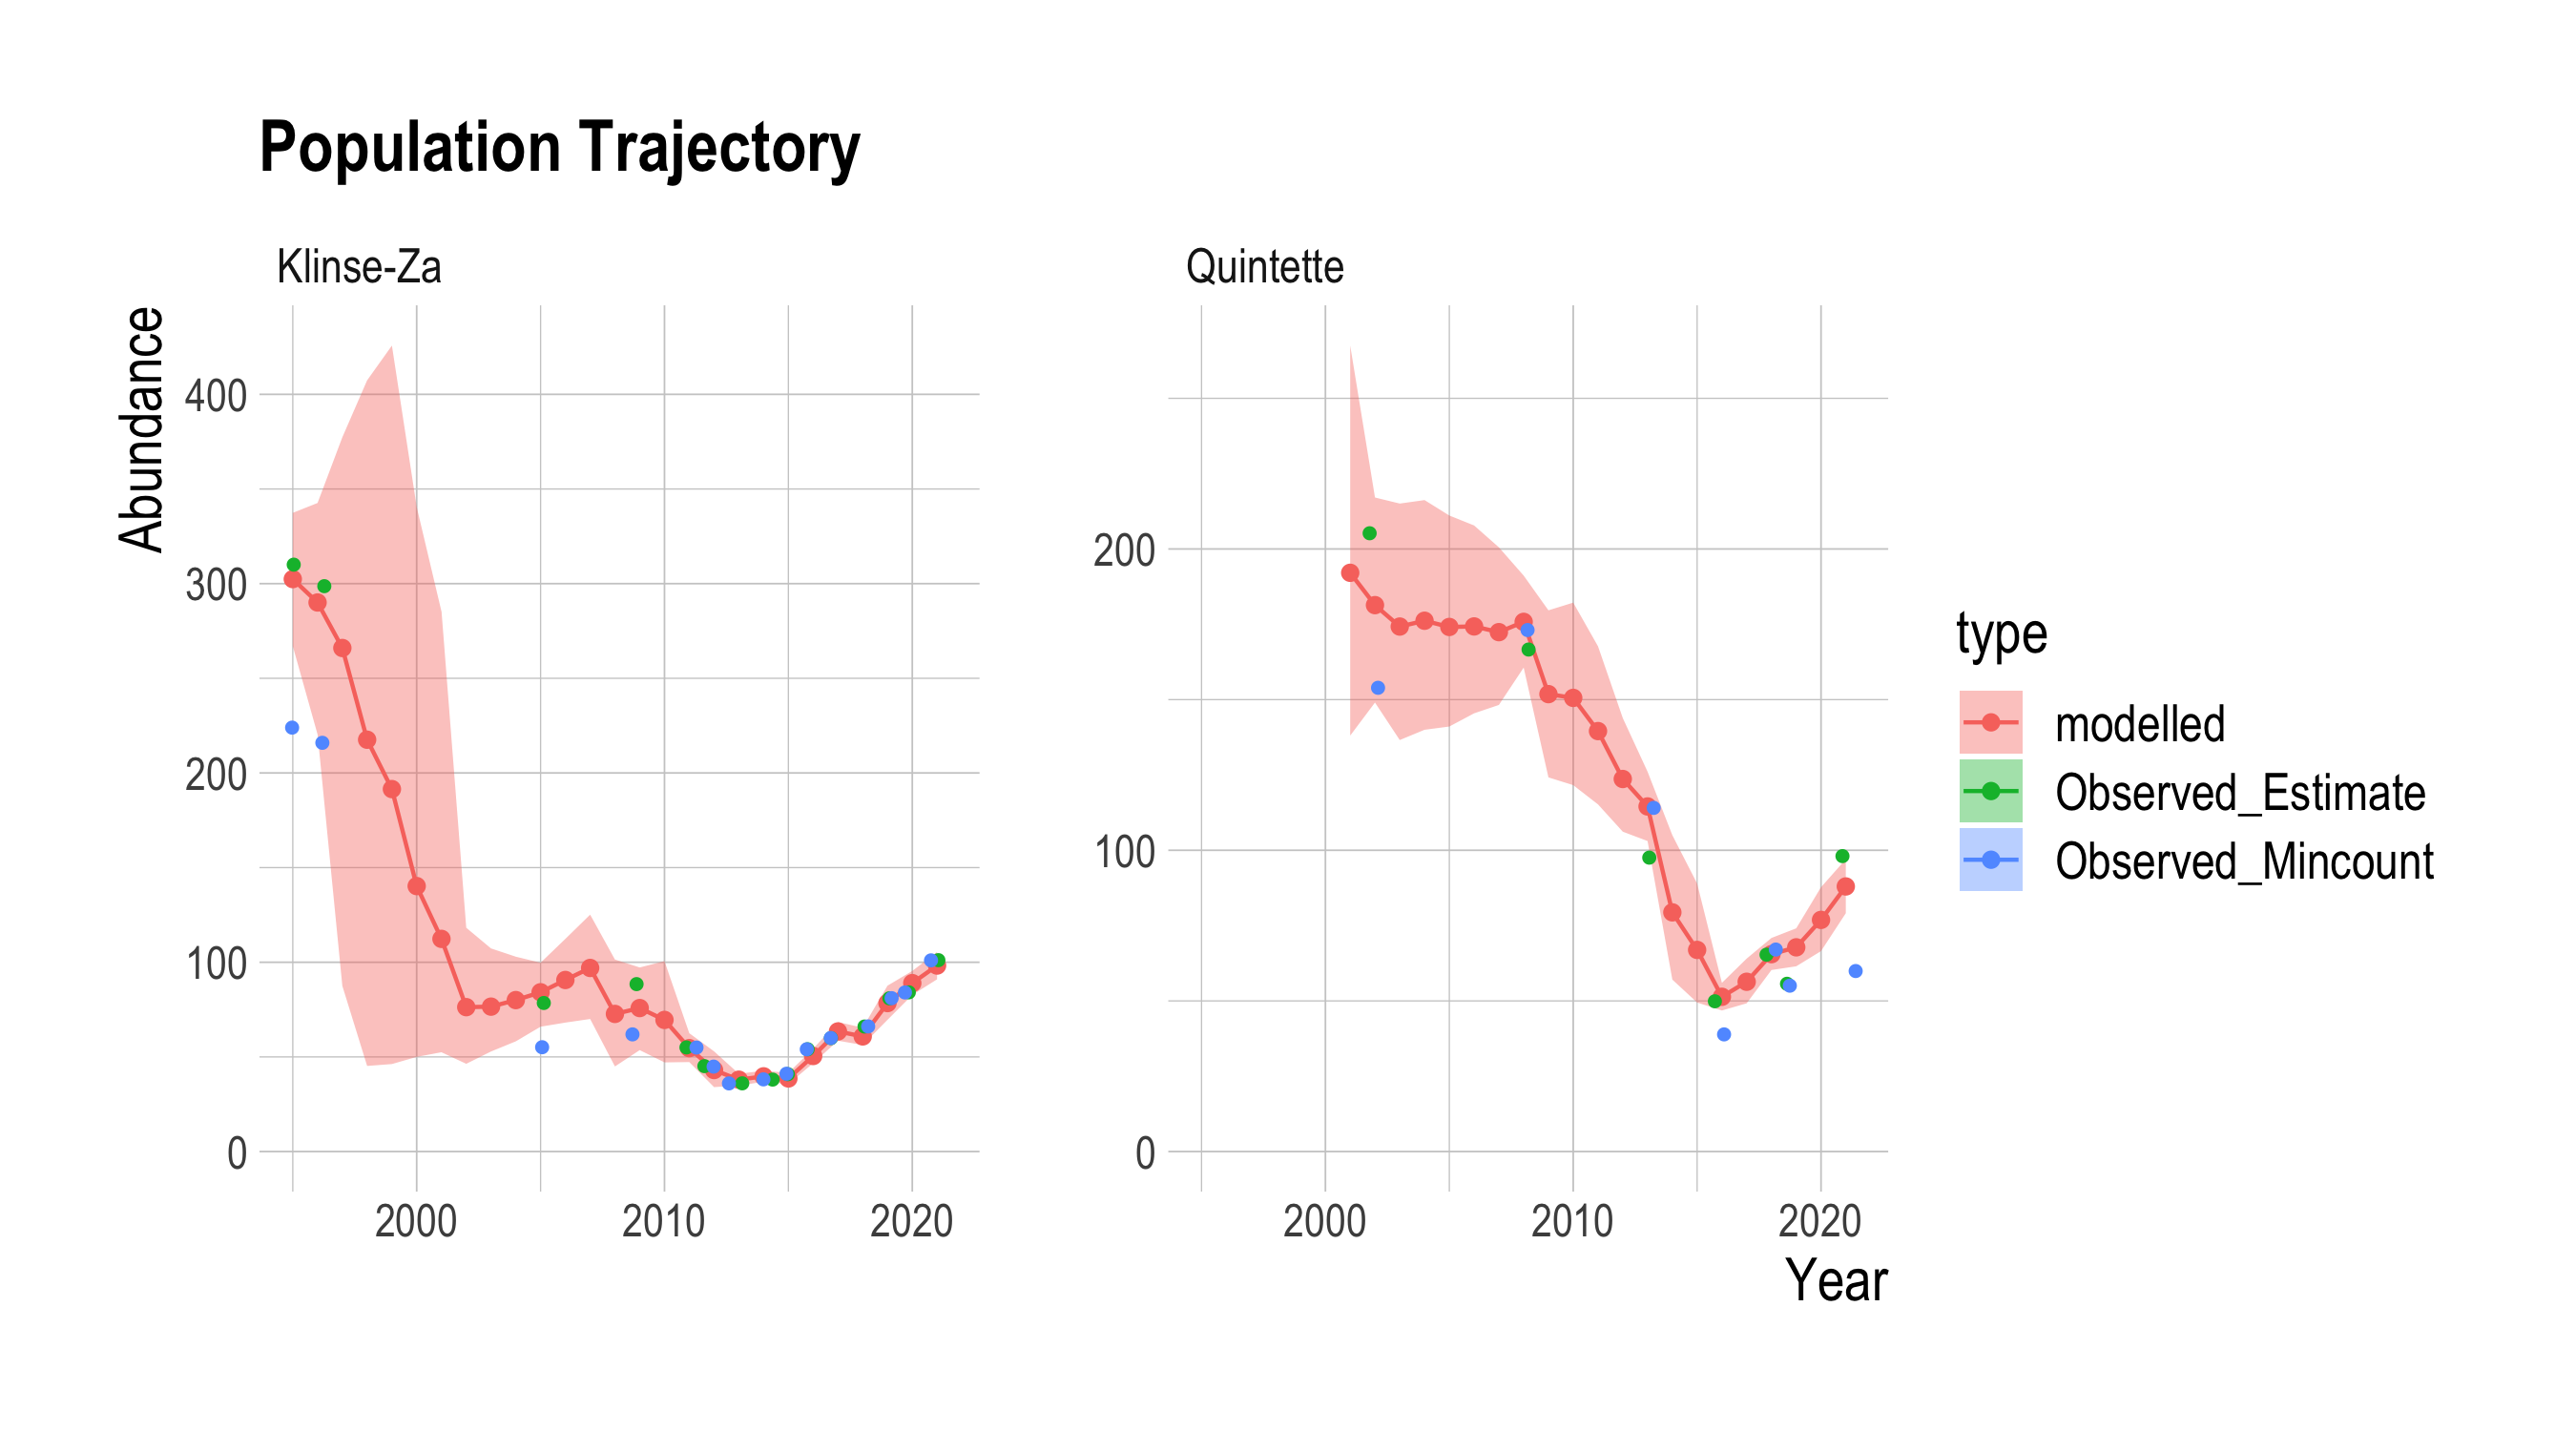 Population Trajectory
Klinse-Za
Quintette
Abundance
400
300
200
100
0
200
100
0
2000 2010 2020
2000 2010 2020
Year
type
modelled
Observed_Estimate
Observed_Mincount